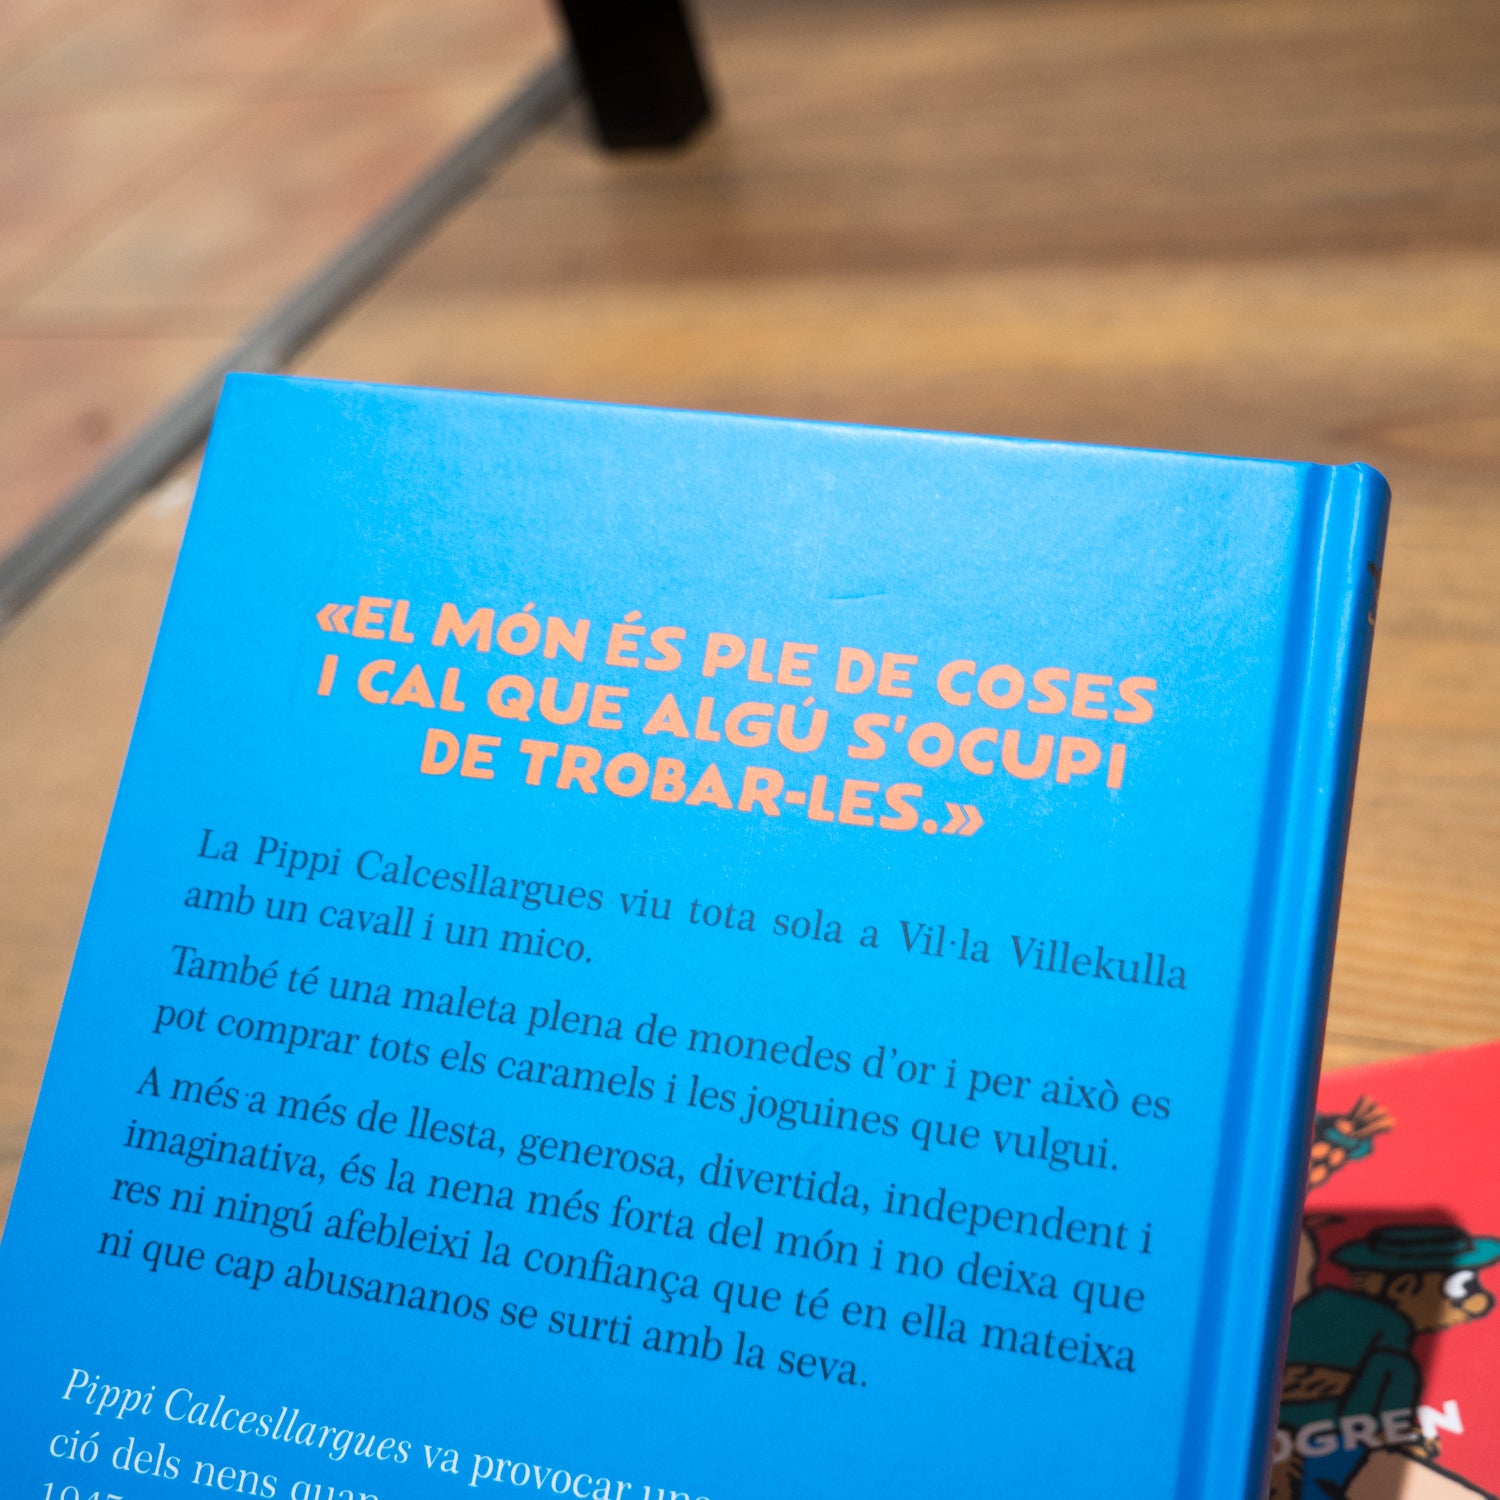 «EL MÓN ÉS PLE DE COSES
I CAL QUE ALGÚ S'OCUPI
DE TROBAR-LES.»
La Pippi Calcesllargues viu tota sola a Vil·la Villekulla
amb un cavall i un mico.
També té una maleta plena de monedes d’or i per això es
pot comprar tots els caramels i les joguines que vulgui.
A més a més de llesta, generosa, divertida, independent i
imaginativa, és la nena més forta del món i no deixa que
res ni ningú afebleixi la confiança que té en ella mateixa
ni que cap abusananos se surti amb la seva.
Pippi Calcesllargues va provocar una
ció dels nens quan
DGREN